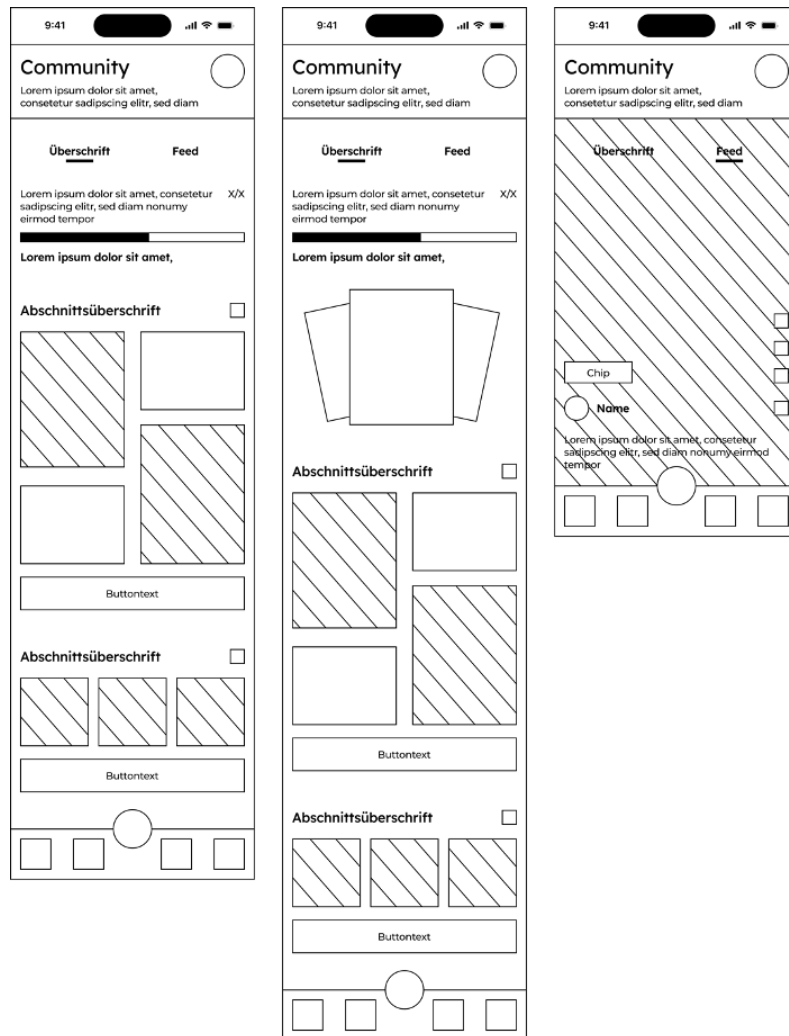 9:41
Community
Lorem ipsum dolor sit amet,
consetetur sadipscing elitr, sed diam
Überschrift Feed
Lorem ipsum dolor sit amet, consetetur X/X
sadipscing elitr, sed diam nonumy
eirmod tempor
Lorem ipsum dolor sit amet,
Abschnittsüberschrift
Buttontext
Abschnittsüberschrift
Buttontext
9:41
Community
Lorem ipsum dolor sit amet,
consetetur sadipscing elitr, sed diam
Überschrift Feed
Lorem ipsum dolor sit amet, consetetur X/X
sadipscing elitr, sed diam nonumy
eirmod tempor
Lorem ipsum dolor sit amet,
Abschnittsüberschrift
Buttontext
Abschnittsüberschrift
Buttontext
9:41
Community
Lorem ipsum dolor sit amet,
consetetur sadipscing elitr, sed diam
Überschrift Feed
Chip
Name
Lorem ipsum dolor sit amet, consetetur
sadipscing elitr, sed diam nonumy eirmod
tempor